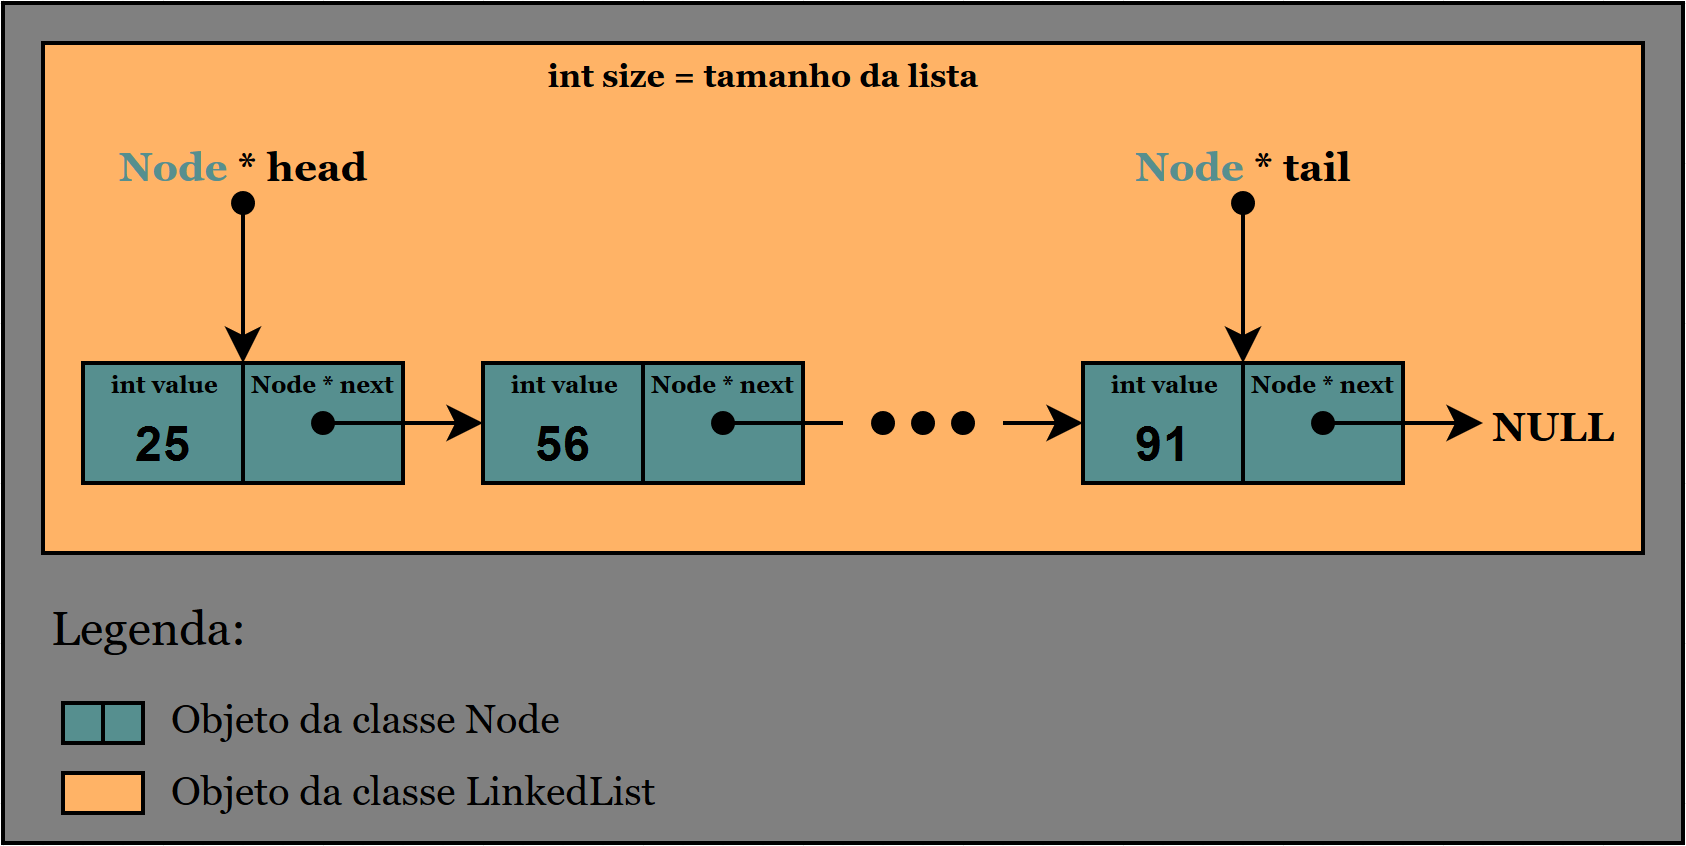 int size = tamanho da lista
Node * head
Node * tail
int value
Node * next
int value
Node * next
int value
Node * next
25
56
91
NULL
Legenda:
Objeto da classe Node
Objeto da classe LinkedList